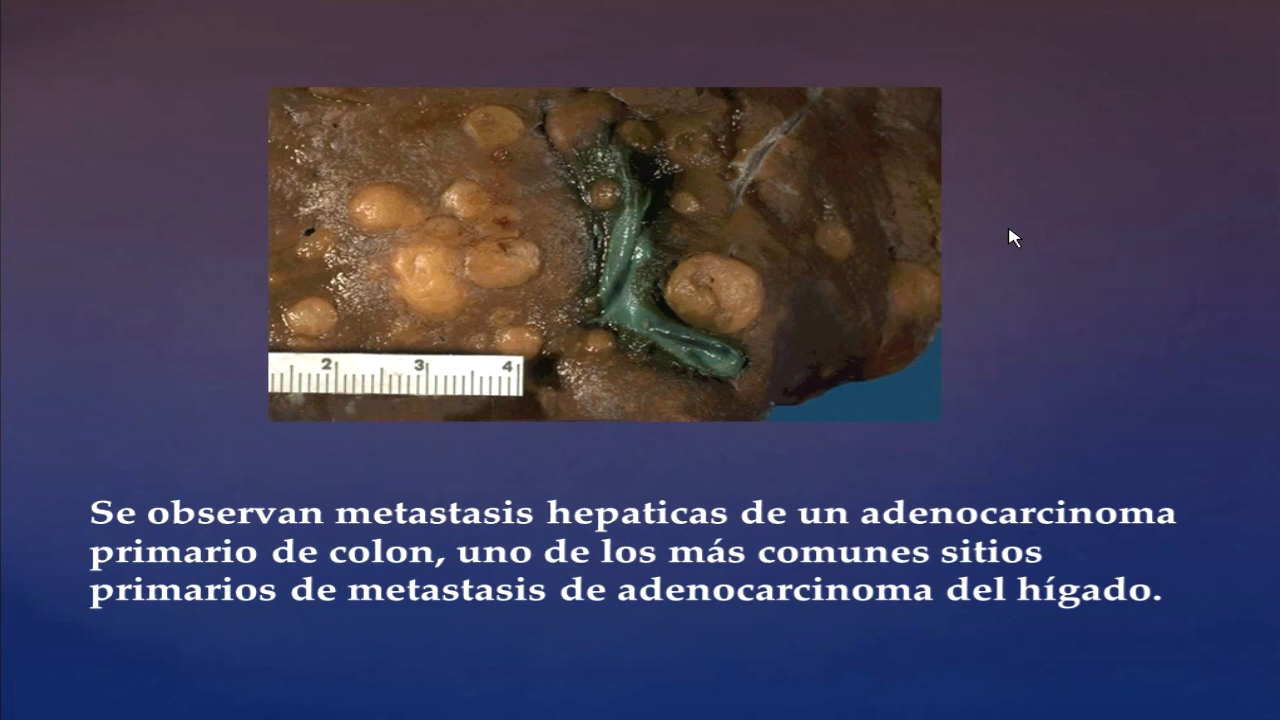 2 3 4
Se observan metastasis hepaticas de un adenocarcinoma
primario de colon, uno de los más comunes sitios
primarios de metastasis de adenocarcinoma del hígado.